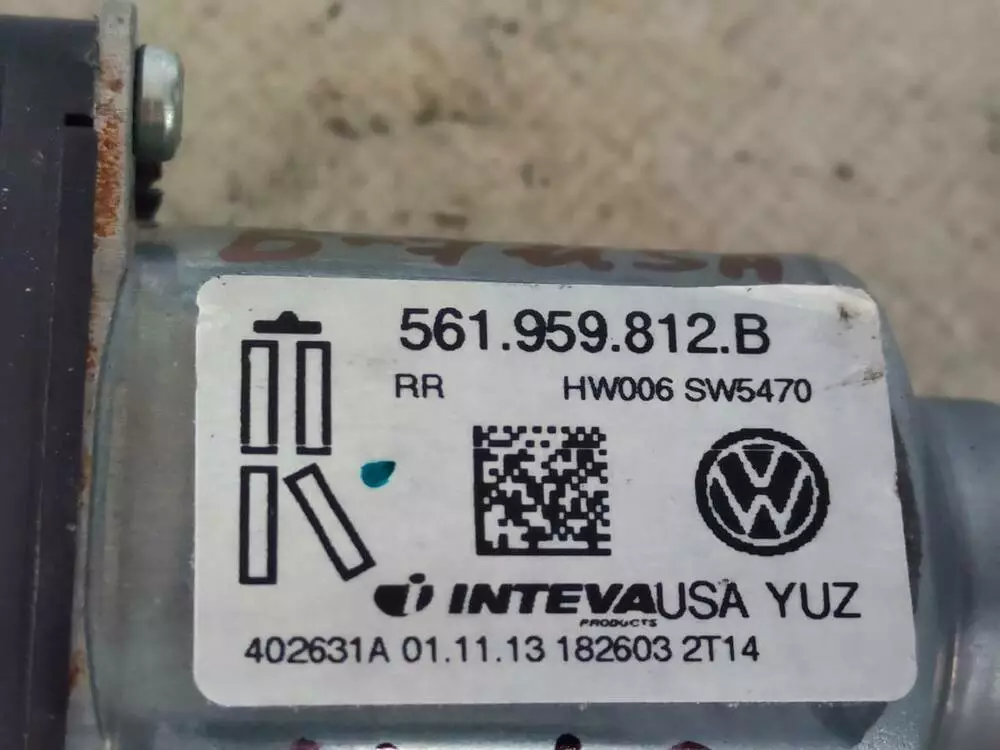 561.959.812.B
RR HW006 SW5470
INTEVA USA YUZ
PRODUCTS
402631A 01.11.13 182603 2T14